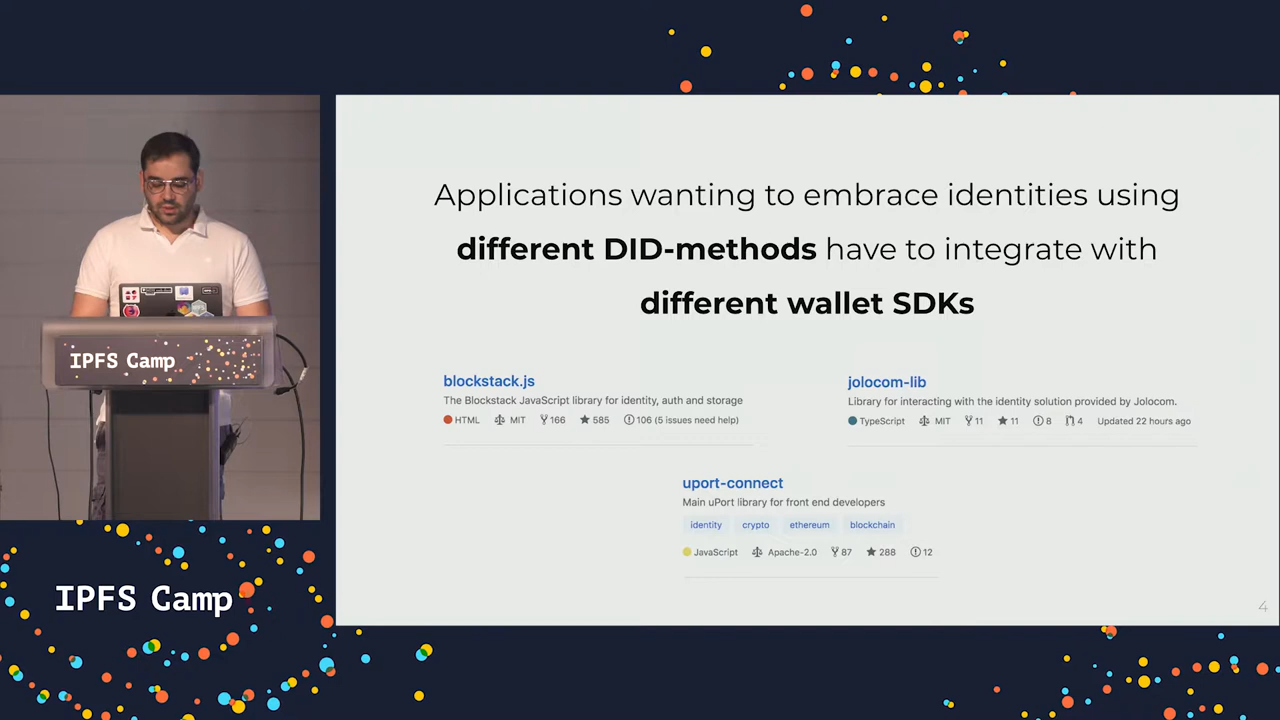 Applications wanting to embrace identities using
different DID-methods have to integrate with
different wallet SDKs
blockstack.js
The Blockstack JavaScript library for identity, auth and storage
HTML MIT 166 585 106 (5 issues need help)
jolocom-lib
Library for interacting with the identity solution provided by Jolocom.
TypeScript MIT 11 11 8 4 Updated 22 hours ago
uport-connect
Main uPort library for front end developers
identity crypto ethereum blockchain
JavaScript Apache-2.0 87 288 12
4
IPFS Camp
IPFS Camp